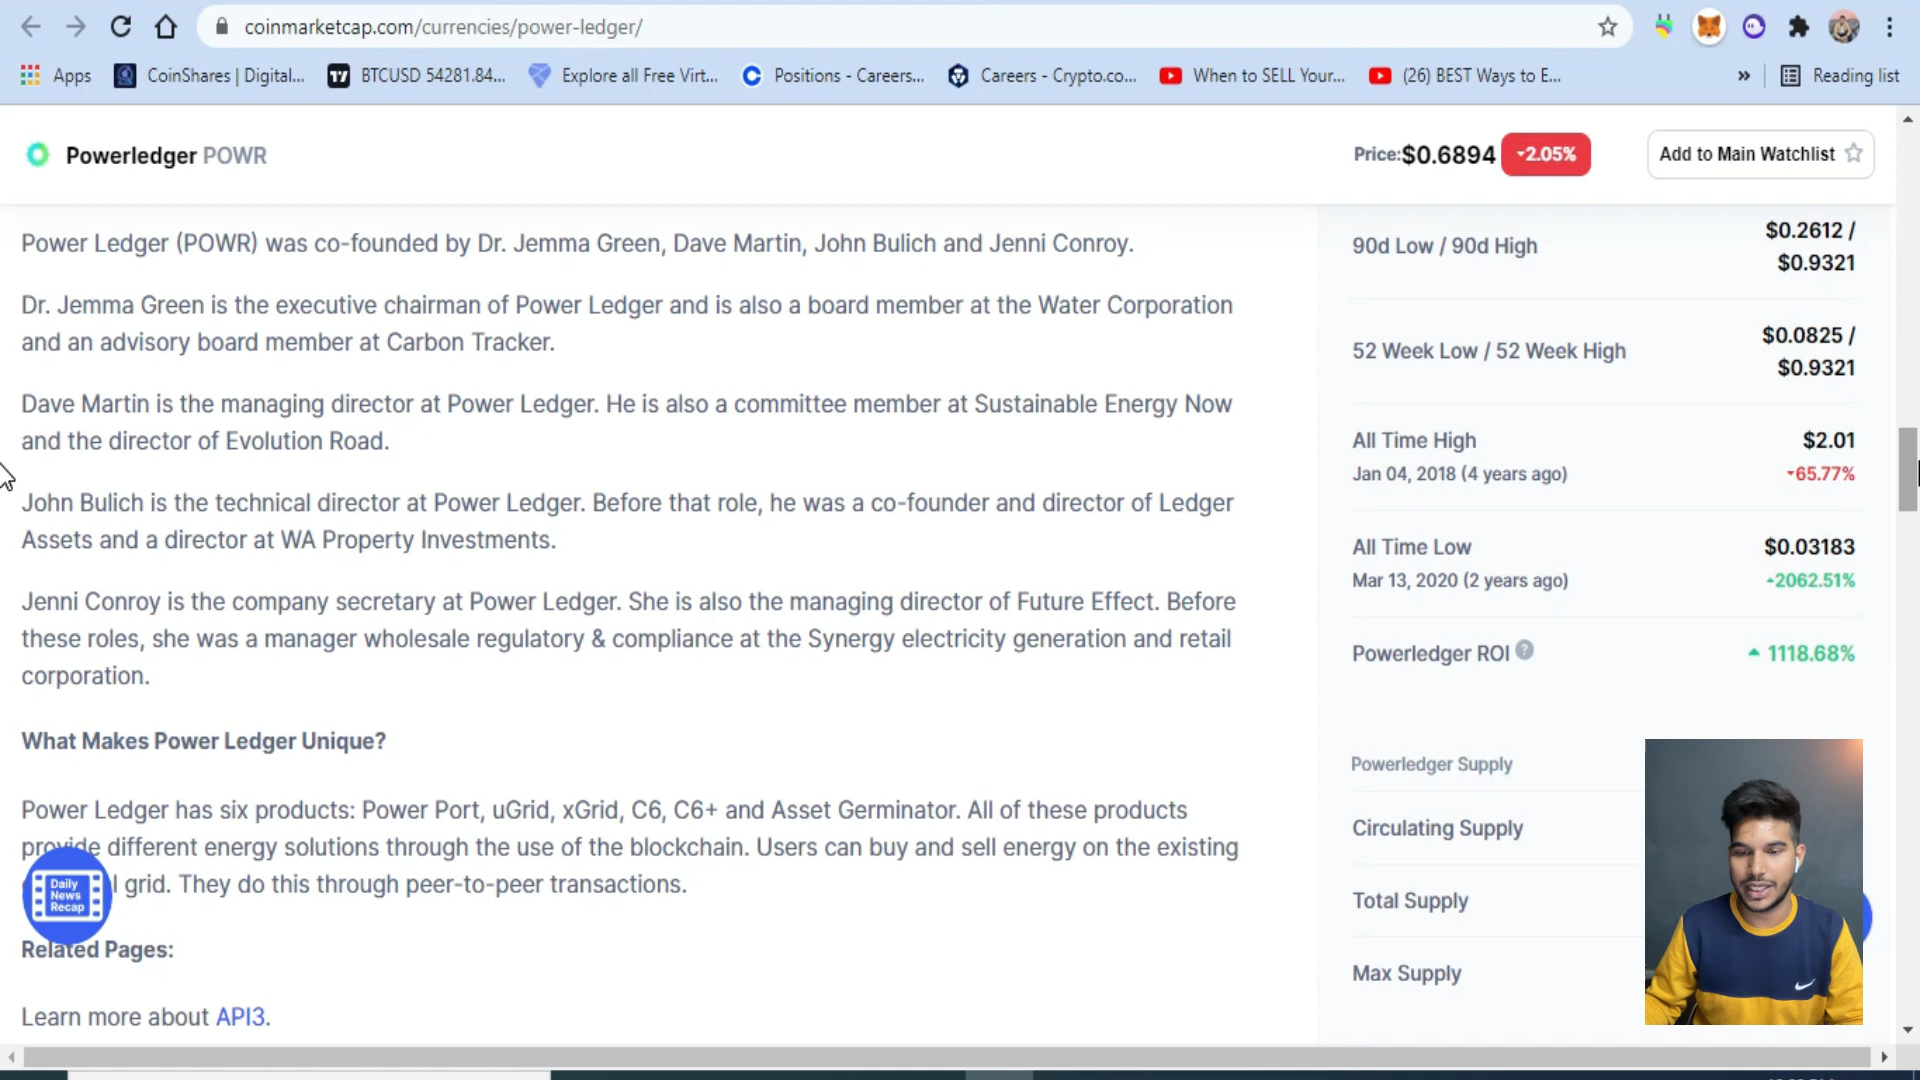 coinmarketcap.com/currencies/power-ledger/
Apps CoinShares | Digital... BTCUSD 54281.84... Explore all Free Virt... Positions - Careers... Careers - Crypto.co... When to SELL Your... (26) BEST Ways to E... » Reading list
Powerledger POWR
Price:$0.6894 2.05%
Add to Main Watchlist
Power Ledger (POWR) was co-founded by Dr. Jemma Green, Dave Martin, John Bulich and Jenni Conroy.
Dr. Jemma Green is the executive chairman of Power Ledger and is also a board member at the Water Corporation
and an advisory board member at Carbon Tracker.
Dave Martin is the managing director at Power Ledger. He is also a committee member at Sustainable Energy Now
and the director of Evolution Road.
John Bulich is the technical director at Power Ledger. Before that role, he was a co-founder and director of Ledger
Assets and a director at WA Property Investments.
Jenni Conroy is the company secretary at Power Ledger. She is also the managing director of Future Effect. Before
these roles, she was a manager wholesale regulatory & compliance at the Synergy electricity generation and retail
corporation.
What Makes Power Ledger Unique?
Power Ledger has six products: Power Port, uGrid, xGrid, C6, C6+ and Asset Germinator. All of these products
provide different energy solutions through the use of the blockchain. Users can buy and sell energy on the existing
l grid. They do this through peer-to-peer transactions.
Daily
News
Recap
Related Pages:
Learn more about API3.
90d Low / 90d High
$0.2612 /
$0.9321
52 Week Low / 52 Week High
$0.0825 /
$0.9321
All Time High
$2.01
Jan 04, 2018 (4 years ago)
65.77%
All Time Low
$0.03183
Mar 13, 2020 (2 years ago)
2062.51%
Powerledger ROI ?
1118.68%
Powerledger Supply
Circulating Supply
Total Supply
Max Supply